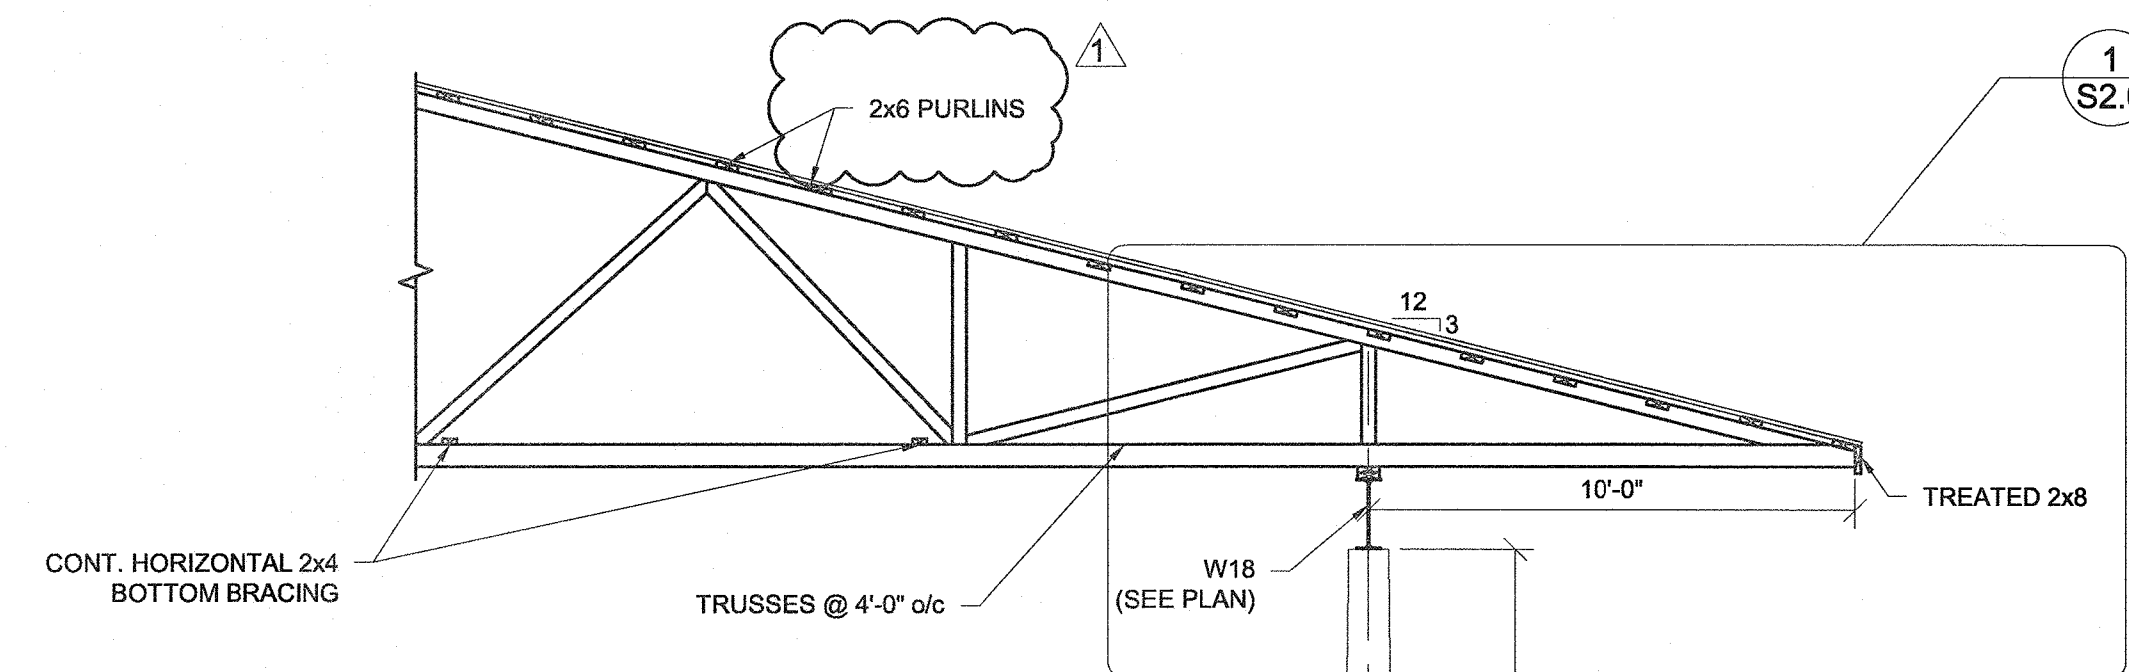 1
1
2x6 PURLINS
12
3
10'-0"
TREATED 2x8
CONT. HORIZONTAL 2x4
BOTTOM BRACING
TRUSSES @ 4'-0" o/c
W18
(SEE PLAN)